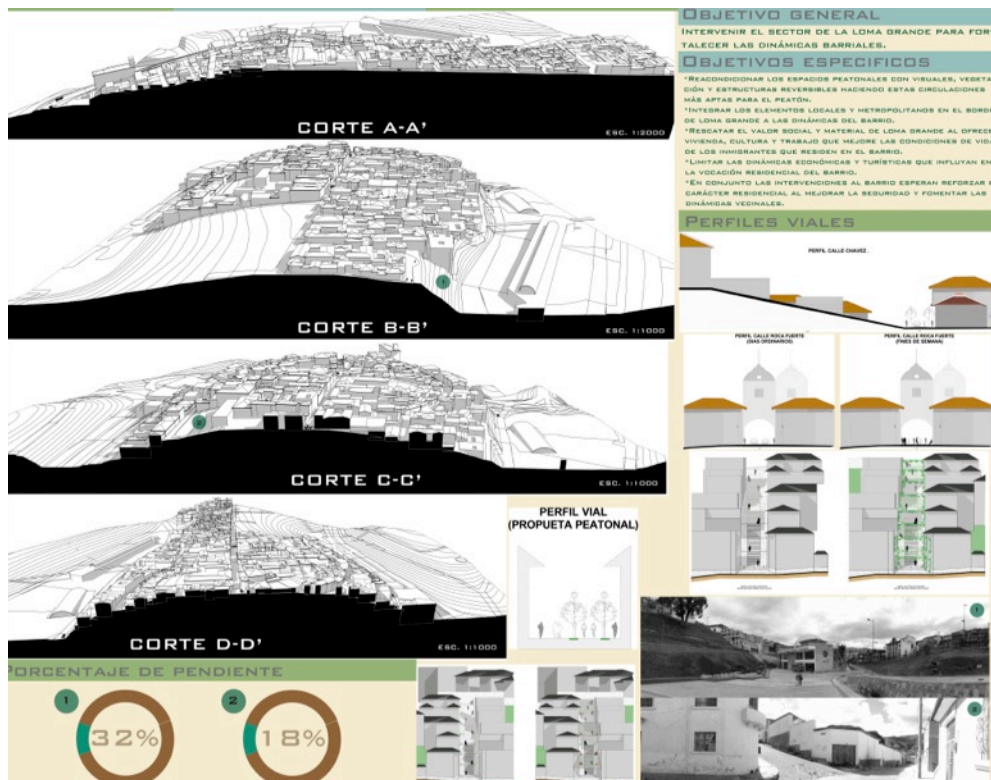 CORTE A-A'
ESC. 1:2000
CORTE B-B'
ESC. 1:1000
1
CORTE C-C'
ESC. 1:1000
2
CORTE D-D'
ESC. 1:1000
PORCENTAJE DE PENDIENTE
1
32%
2
18%
PERFIL VIAL
(PROPUETA PEATONAL)
OBJETIVO GENERAL
INTERVENIR EL SECTOR DE LA LOMA GRANDE PARA FOR
TALECER LAS DINÁMICAS BARRIALES.
OBJETIVOS ESPECIFICOS
*REACONDICIONAR LOS ESPACIOS PEATONALES CON VISUALES, VEGETA
CIÓN Y ESTRUCTURAS REVERSIBLES HACIENDO ESTAS CIRCULACIONES
MÁS APTAS PARA EL PEATÓN.
*INTEGRAR LOS ELEMENTOS LOCALES Y METROPOLITANOS EN EL BORD
DE LOMA GRANDE A LAS DINÁMICAS DEL BARRIO.
*RESCATAR EL VALOR SOCIAL Y MATERIAL DE LOMA GRANDE AL OFRECE
VIVIENDA, CULTURA Y TRABAJO QUE MEJORE LAS CONDICIONES DE VIDA
DE LOS INMIGRANTES QUE RESIDEN EN EL BARRIO.
*LIMITAR LAS DINÁMICAS ECONÓMICAS Y TURÍSTICAS QUE INFLUYAN EN
LA VOCACIÓN RESIDENCIAL DEL BARRIO.
*EN CONJUNTO LAS INTERVENCIONES AL BARRIO ESPERAN REFORZAR E
CARÁCTER RESIDENCIAL AL MEJORAR LA SEGURIDAD Y FOMENTAR LAS
DINÁMICAS VECINALES.
PERFILES VIALES
PERFIL CALLE CHAVEZ.
PERFIL CALLE ROCA FUERTE
(DIAS ORDINARIOS)
PERFIL CALLE ROCA FUERTE
(FINES DE SEMANA)
1
2